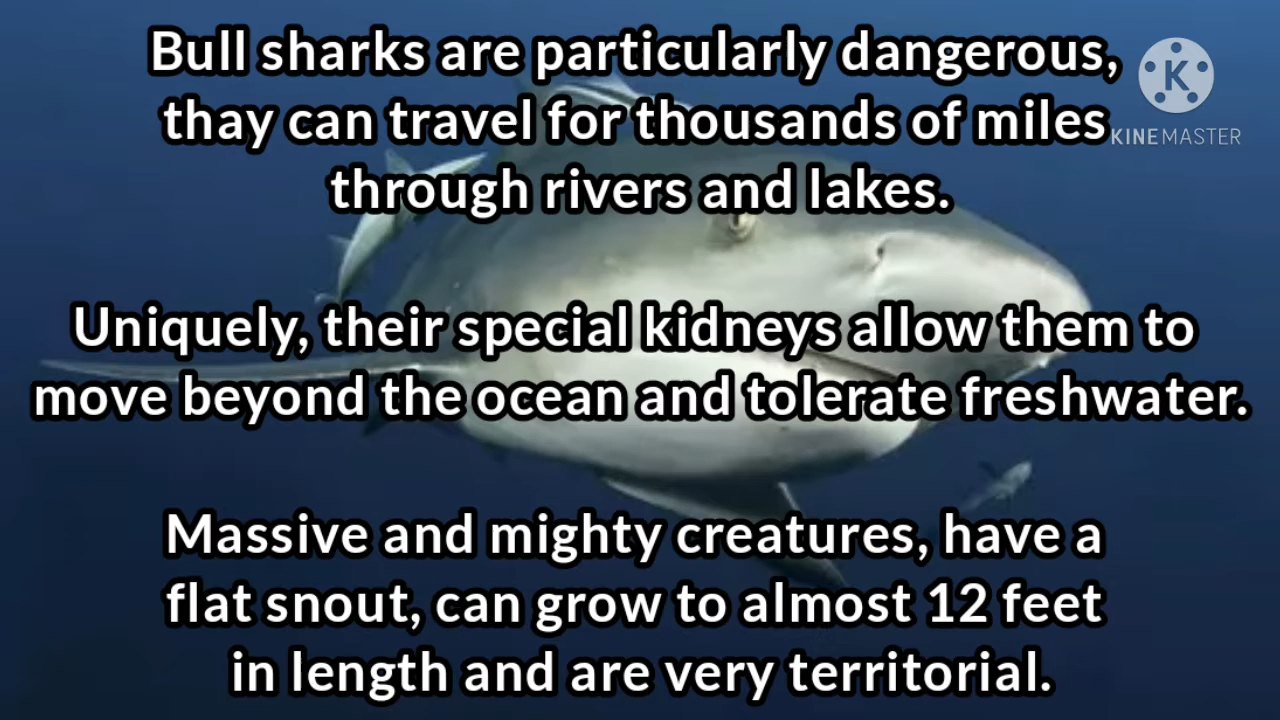 Bull sharks are particularly dangerous,
thay can travel for thousands of miles
through rivers and lakes.
K
KINEMASTER
Uniquely, their special kidneys allow them to
move beyond the ocean and tolerate freshwater.
Massive and mighty creatures, have a
flat snout, can grow to almost 12 feet
in length and are very territorial.